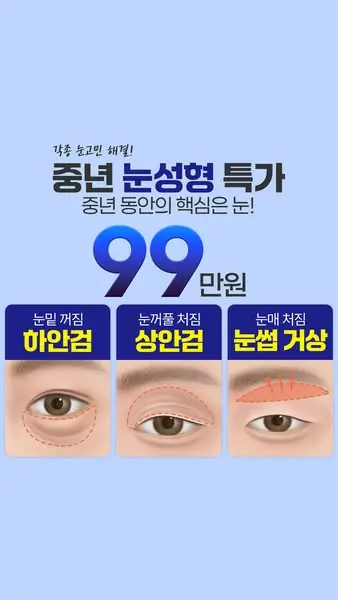 각종 눈고민 해결!
중년 눈성형 특가
중년 동안의 핵심은 눈!
99만원
눈밑 꺼짐
하안검
눈꺼풀 처짐
상안검
눈매 처짐
눈썹 거상